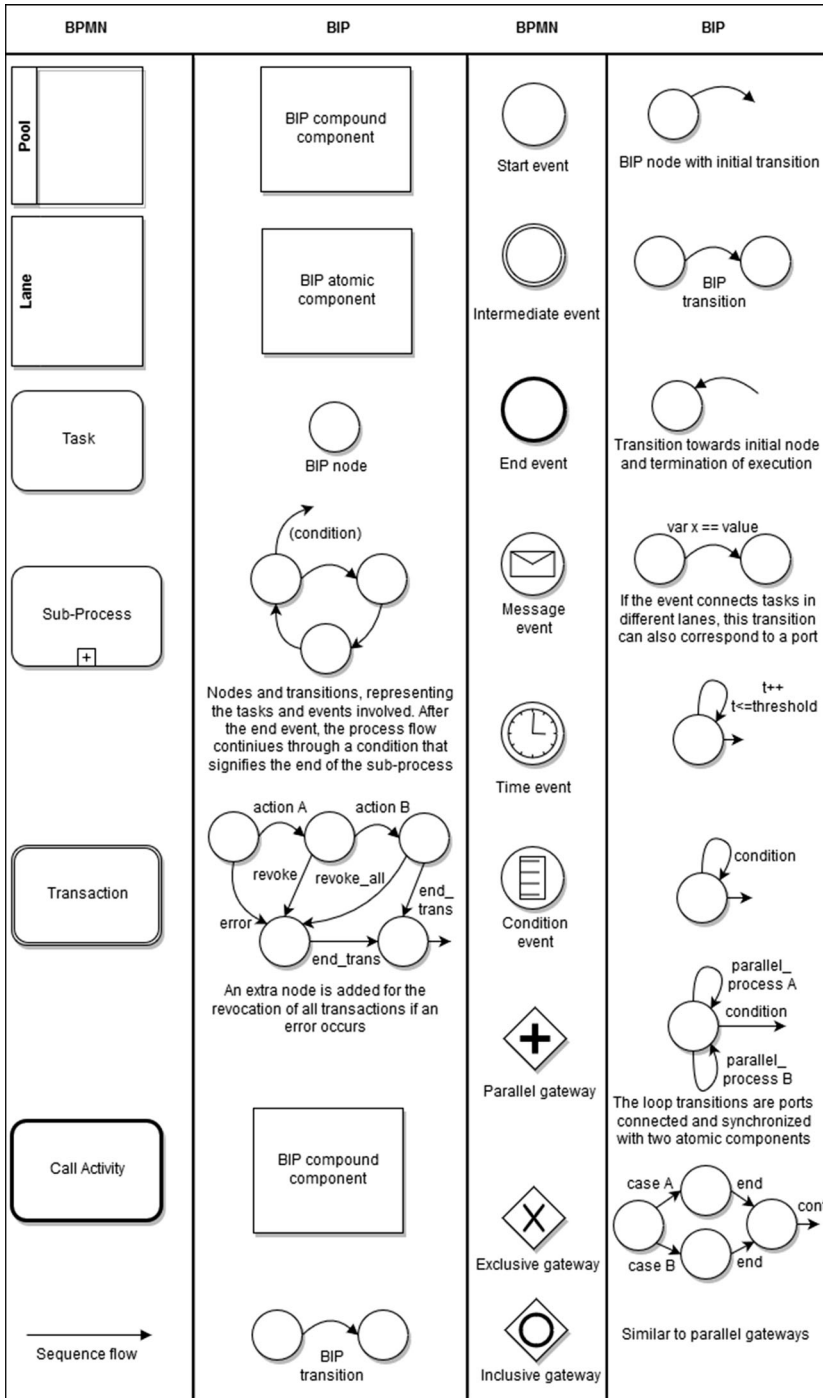 BPMN
BIP
BPMN
BIP
Pool
BIP compound
component
Start event
BIP node with initial transition
Lane
BIP atomic
component
Intermediate event
BIP
transition
Task
BIP node
End event
Transition towards initial node
and termination of execution
Sub-Process
+
(condition)
Nodes and transitions, representing
the tasks and events involved. After
the end event, the process flow
continiues through a condition that
signifies the end of the sub-process
Message
event
var x == value
If the event connects tasks in
different lanes, this transition
can also correspond to a port
Time event
t++
t<=threshold
Transaction
action A
action B
revoke
revoke_all
error
end_
trans
end_trans
An extra node is added for the
revocation of all transactions if an
error occurs
Condition
event
condition
Parallel gateway
parallel_
process A
condition
parallel_
process B
The loop transitions are ports
connected and synchronized
with two atomic components
Call Activity
BIP compound
component
Exclusive gateway
case A
end
cont
case B
end
Sequence flow
BIP
transition
Inclusive gateway
Similar to parallel gateways